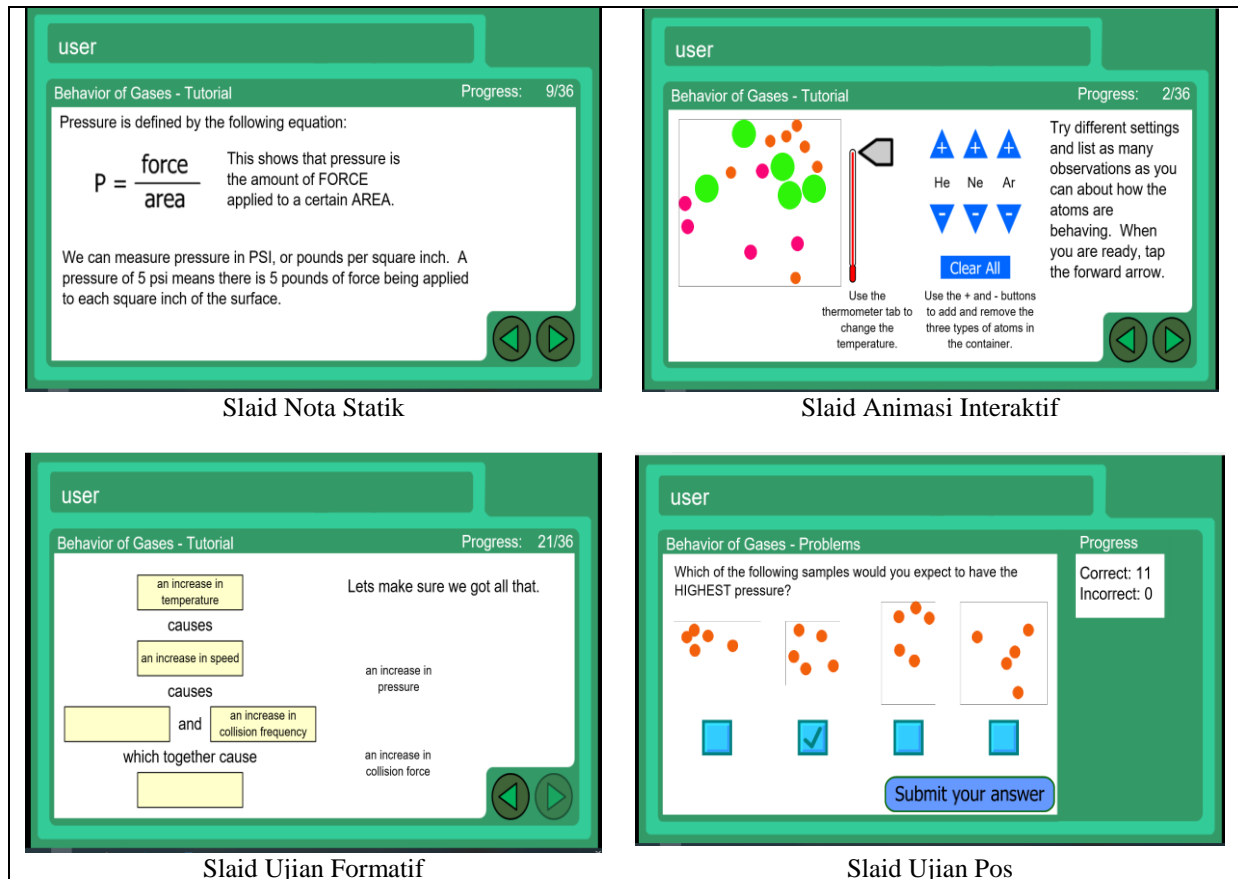 user
Behavior of Gases - Tutorial Progress: 9/36
Pressure is defined by the following equation:
P = force
area
This shows that pressure is
the amount of FORCE
applied to a certain AREA.
We can measure pressure in PSI, or pounds per square inch. A
pressure of 5 psi means there is 5 pounds of force being applied
to each square inch of the surface.
Slaid Nota Statik
user
Behavior of Gases - Tutorial Progress: 2/36
+ + +
He Ne Ar
- - -
Clear All
Use the
thermometer tab to
change the
temperature.
Use the + and - buttons
to add and remove the
three types of atoms in
the container.
Try different settings
and list as many
observations as you
can about how the
atoms are
behaving. When
you are ready, tap
the forward arrow.
Slaid Animasi Interaktif
user
Behavior of Gases - Tutorial Progress: 21/36
an increase in
temperature
causes
an increase in speed
causes
and
an increase in
collision frequency
which together cause
Lets make sure we got all that.
an increase in
pressure
an increase in
collision force
Slaid Ujian Formatif
user
Behavior of Gases - Problems
Which of the following samples would you expect to have the
HIGHEST pressure?
Submit your answer
Progress
Correct: 11
Incorrect: 0
Slaid Ujian Pos